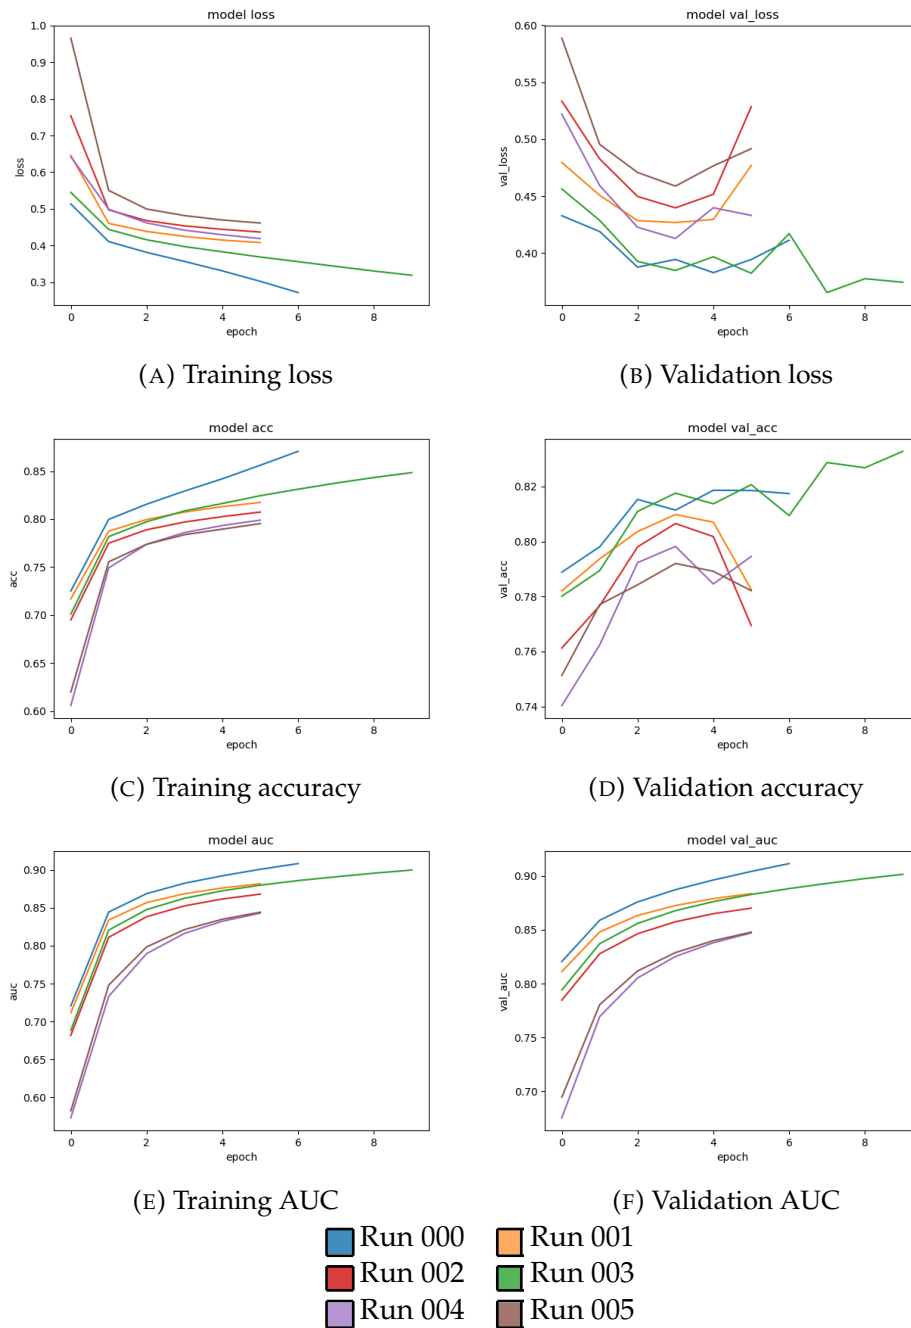 model loss
1.0
0.9
0.8
0.7
0.6
0.5
0.4
0.3
loss
0 2 4 6 8
epoch
(A) Training loss
model val_loss
0.60
0.55
0.50
0.45
0.40
val_loss
0 2 4 6 8
epoch
(B) Validation loss
model acc
0.85
0.80
0.75
0.70
0.65
0.60
acc
0 2 4 6 8
epoch
(C) Training accuracy
model val_acc
0.82
0.80
0.78
0.76
0.74
val_acc
0 2 4 6 8
epoch
(D) Validation accuracy
model auc
0.90
0.85
0.80
0.75
0.70
0.65
0.60
auc
0 2 4 6 8
epoch
(E) Training AUC
model val_auc
0.90
0.85
0.80
0.75
0.70
val_auc
0 2 4 6 8
epoch
(F) Validation AUC
Run 000 Run 001
Run 002 Run 003
Run 004 Run 005